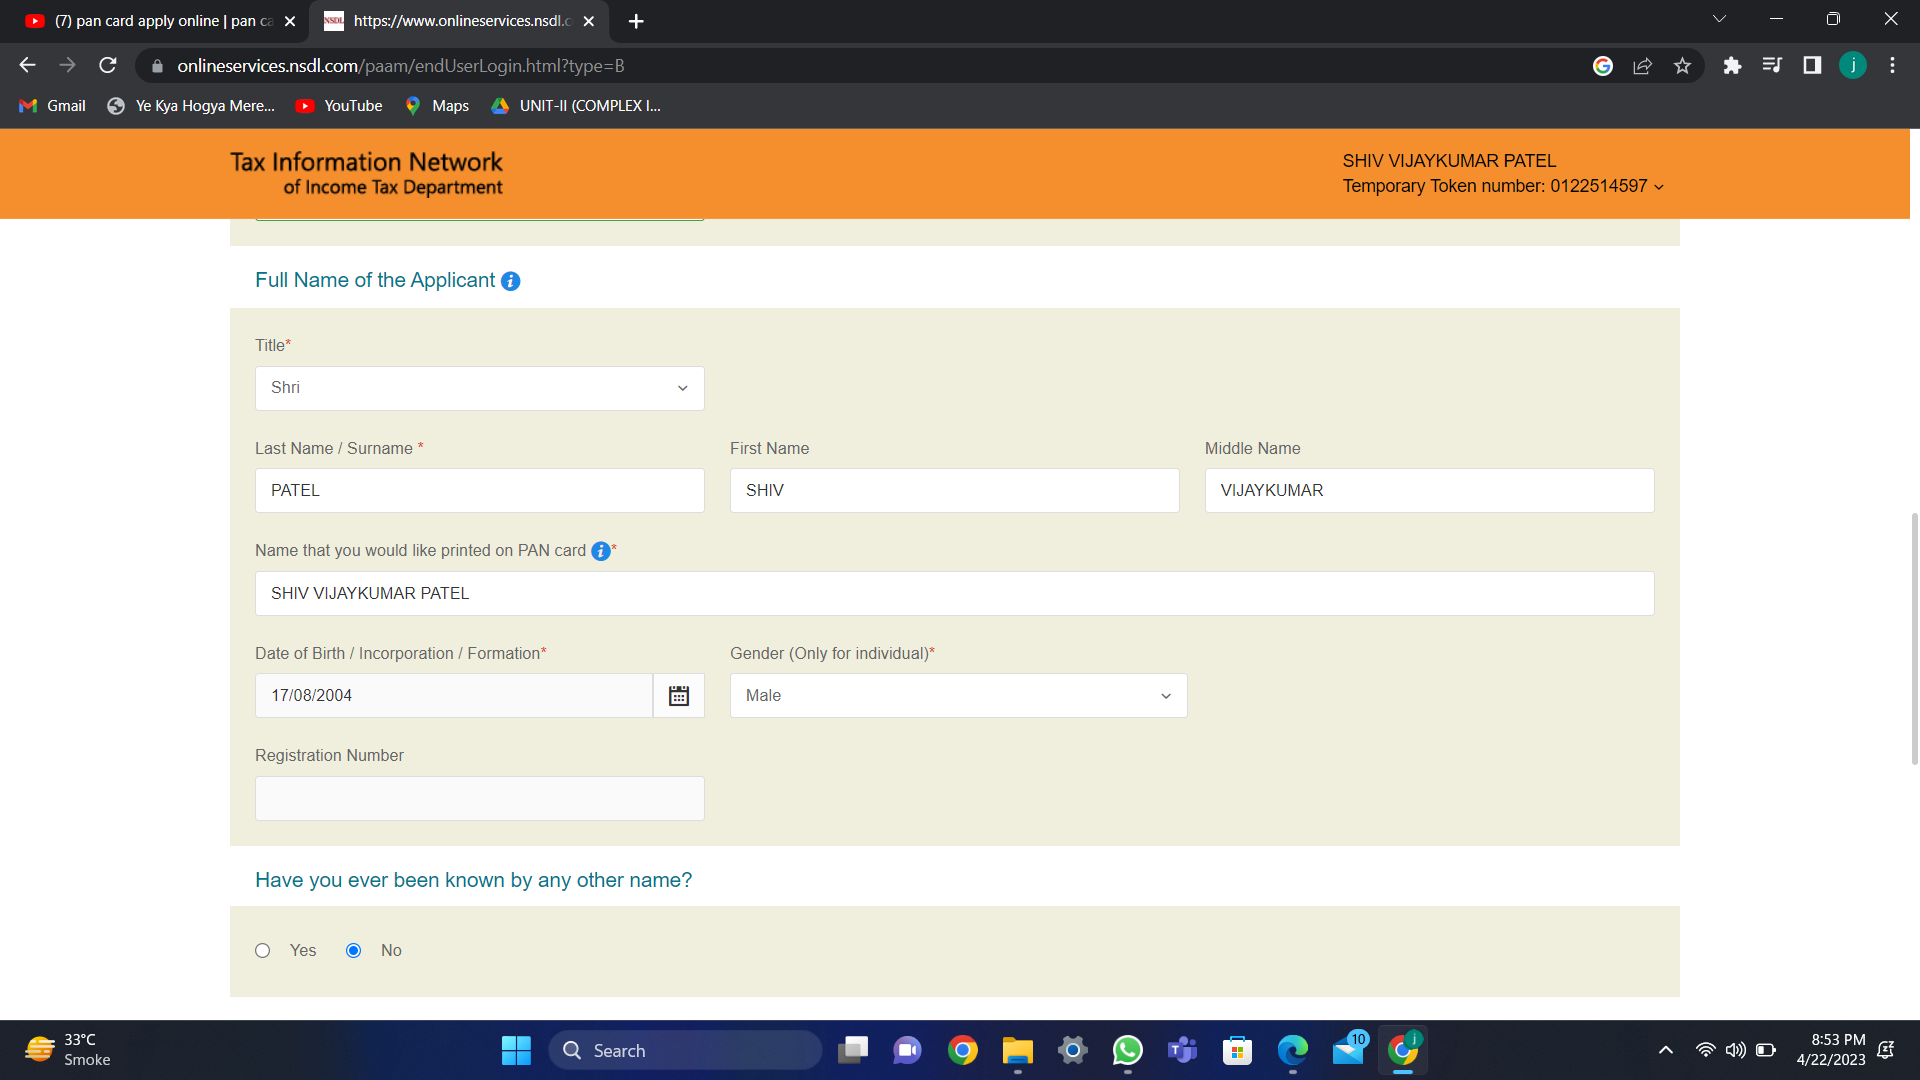 (7) pan card apply online | pan ca
NSDL https://www.onlineservices.nsdl.c
onlineservices.nsdl.com/paam/endUserLogin.html?type=B
j
Gmail Ye Kya Hogya Mere... YouTube Maps UNIT-II (COMPLEX I...
Tax Information Network
of Income Tax Department
SHIV VIJAYKUMAR PATEL
Temporary Token number: 0122514597
Full Name of the Applicant i
Title*
Shri
Last Name / Surname * First Name Middle Name
PATEL SHIV VIJAYKUMAR
Name that you would like printed on PAN card i*
SHIV VIJAYKUMAR PATEL
Date of Birth / Incorporation / Formation* Gender (Only for individual)*
17/08/2004 Male
Registration Number
Have you ever been known by any other name?
Yes No
33°C
Smoke
Search
10
j
8:53 PM
4/22/2023